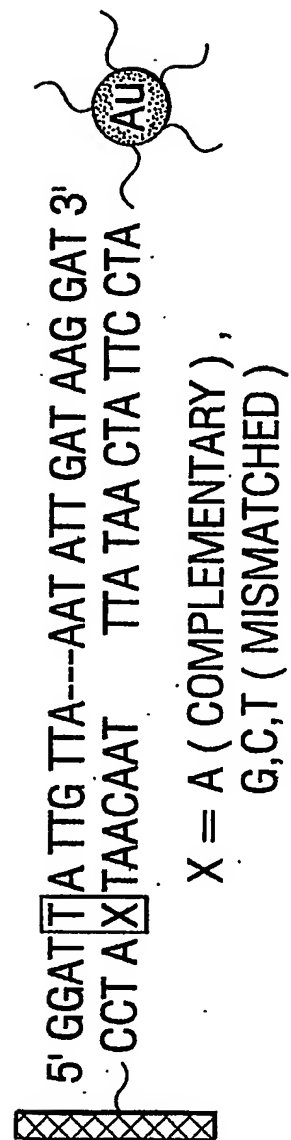 5' GGAT T A TTG TTA---AAT ATT GAT AAG GAT 3'
CCT A X TAACAAT TTA TAA CTA TTC CTA
Au
X = A ( COMPLEMENTARY ),
G,C,T ( MISMATCHED )